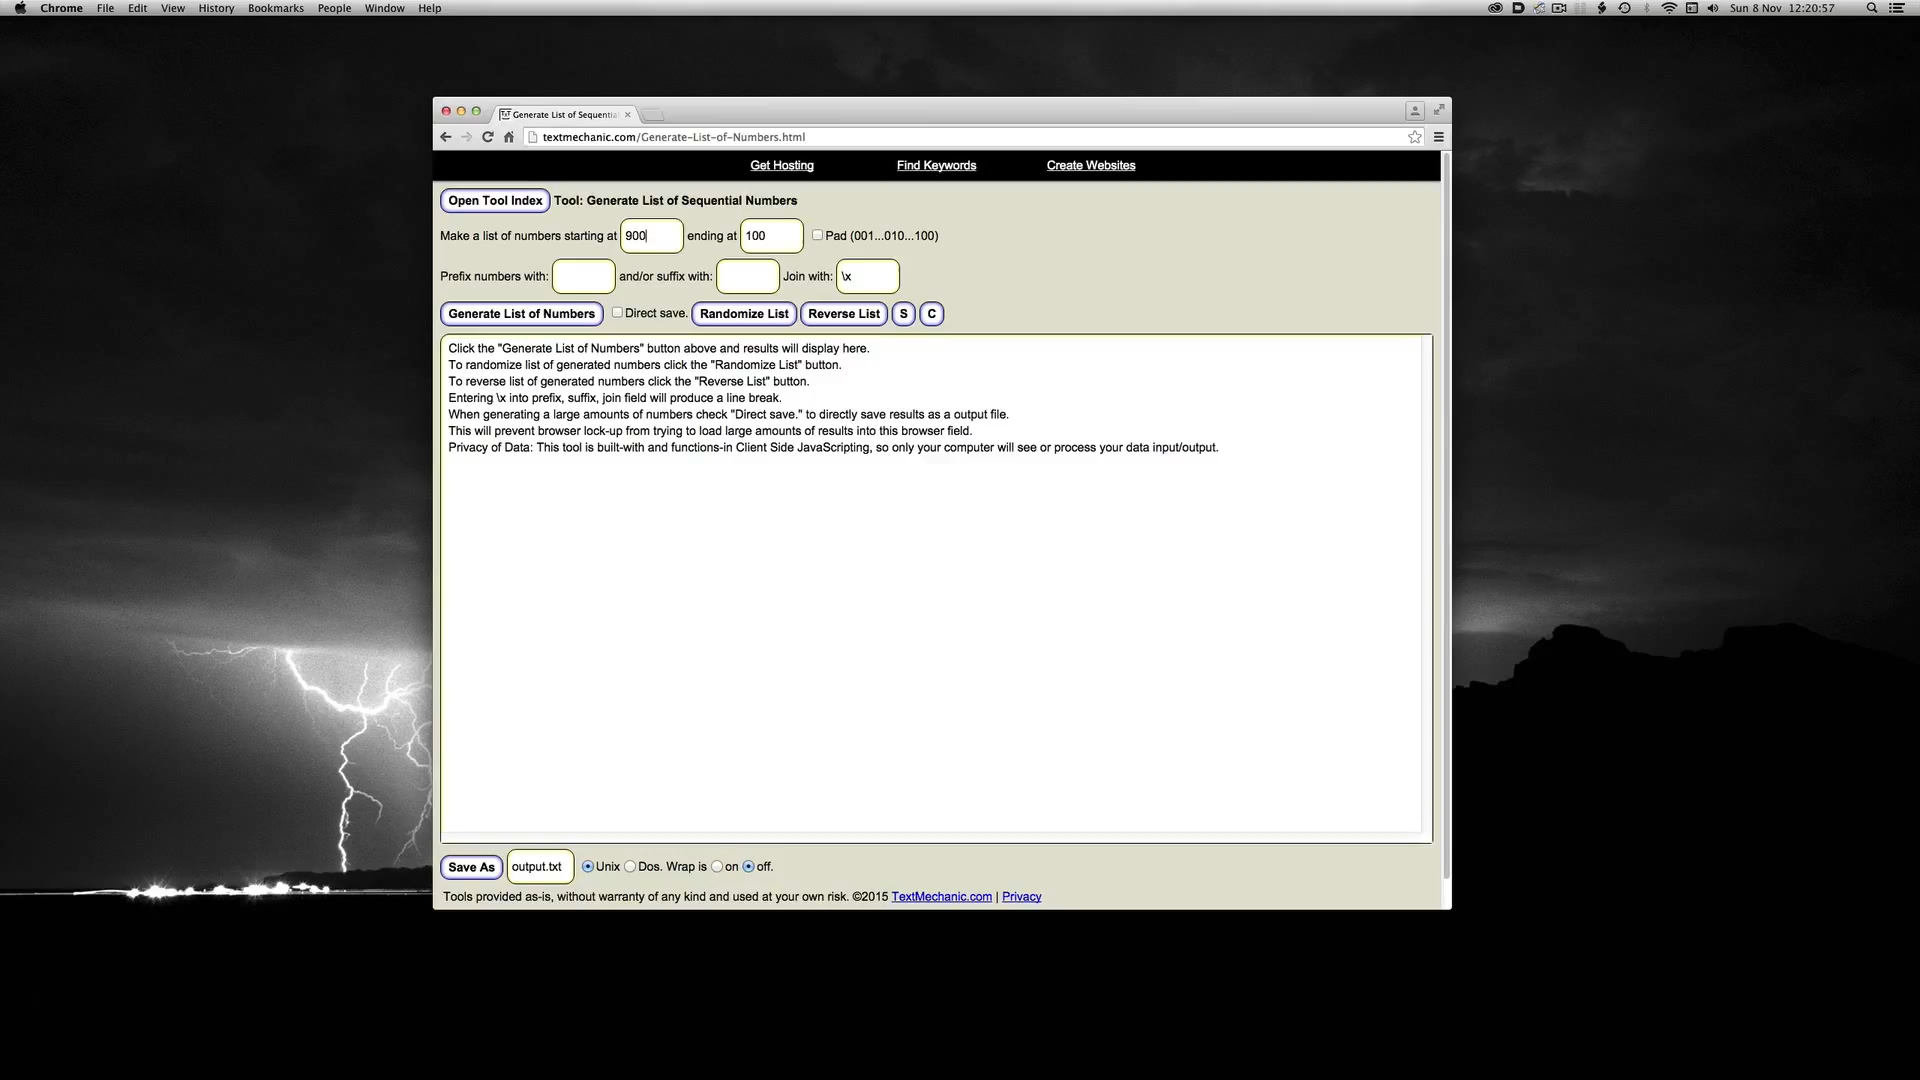 Chrome File Edit View History Bookmarks People Window Help Sun 8 Nov 12:20:57
Generate List of Sequentia
textmechanic.com/Generate-List-of-Numbers.html
Get Hosting Find Keywords Create Websites
Open Tool Index Tool: Generate List of Sequential Numbers
Make a list of numbers starting at 900 ending at 100 Pad (001...010...100)
Prefix numbers with: and/or suffix with: Join with: \x
Generate List of Numbers Direct save. Randomize List Reverse List S C
Click the "Generate List of Numbers" button above and results will display here.
To randomize list of generated numbers click the "Randomize List" button.
To reverse list of generated numbers click the "Reverse List" button.
Entering \x into prefix, suffix, join field will produce a line break.
When generating a large amounts of numbers check "Direct save." to directly save results as a output file.
This will prevent browser lock-up from trying to load large amounts of results into this browser field.
Privacy of Data: This tool is built-with and functions-in Client Side JavaScripting, so only your computer will see or process your data input/output.
Save As output.txt Unix Dos. Wrap is on off.
Tools provided as-is, without warranty of any kind and used at your own risk. ©2015 TextMechanic.com | Privacy